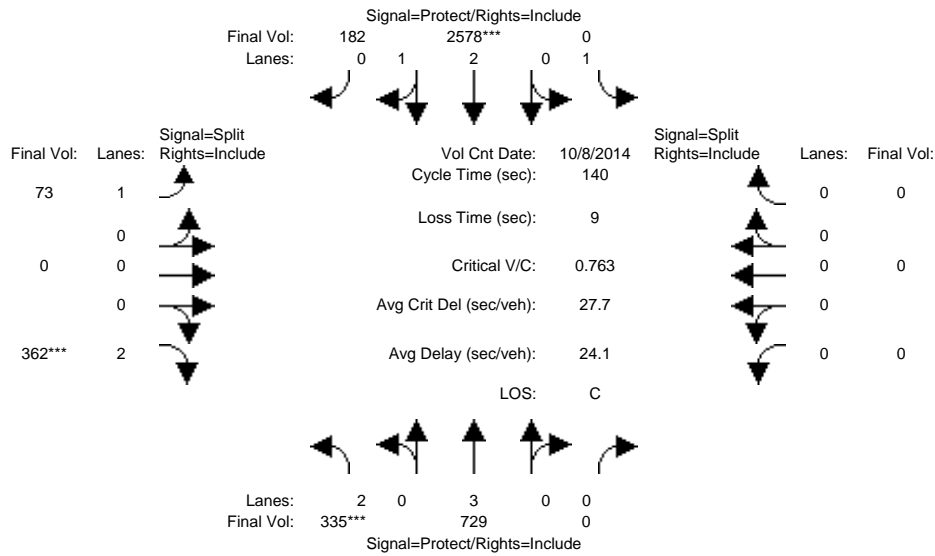 Signal=Protect/Rights=Include
Final Vol: 182 2578*** 0
Lanes: 0 1 2 0 1
Signal=Split Signal=Split
Final Vol: Lanes: Rights=Include Vol Cnt Date: 10/8/2014 Rights=Include Lanes: Final Vol:
Cycle Time (sec): 140
73 1 0 0
Loss Time (sec): 9
0 0
0 0 Critical V/C: 0.763 0 0
0 Avg Crit Del (sec/veh): 27.7 0
362*** 2 Avg Delay (sec/veh): 24.1 0 0
LOS: C
Lanes: 2 0 3 0 0
Final Vol: 335*** 729 0
Signal=Protect/Rights=Include